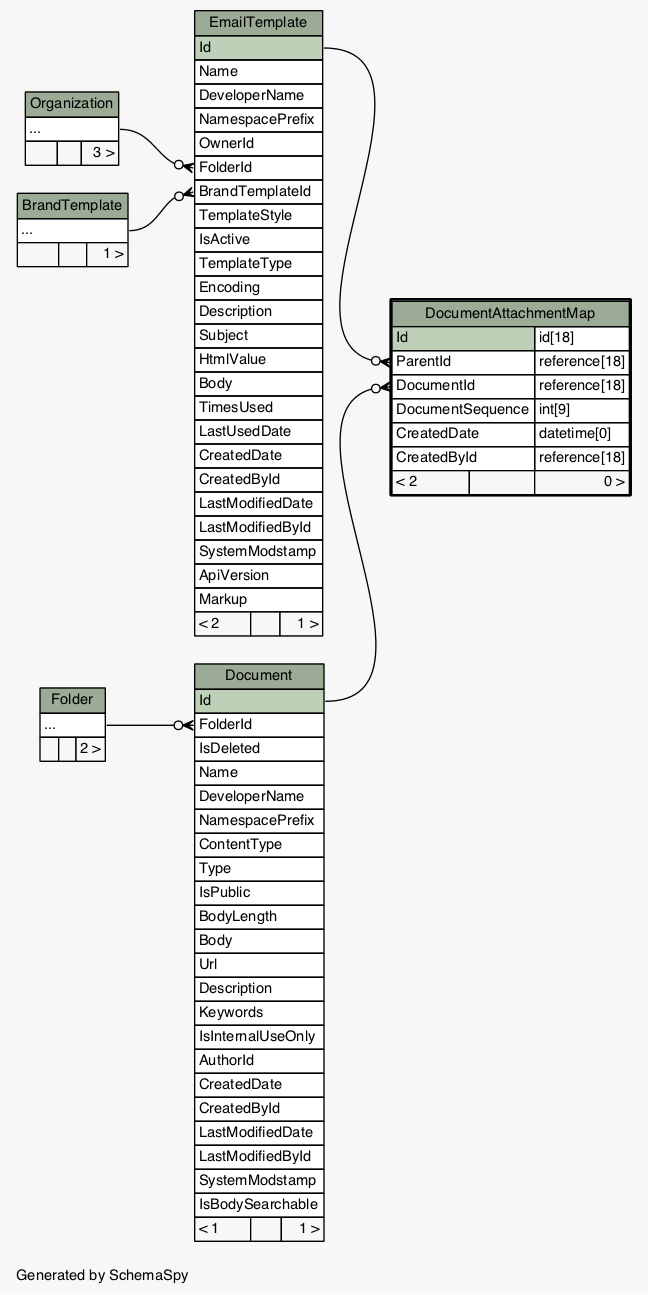 EmailTemplate
Id
Name
DeveloperName
NamespacePrefix
OwnerId
FolderId
BrandTemplateId
TemplateStyle
IsActive
TemplateType
Encoding
Description
Subject
HtmlValue
Body
TimesUsed
LastUsedDate
CreatedDate
CreatedById
LastModifiedDate
LastModifiedById
SystemModstamp
ApiVersion
Markup
< 2 1 >
Organization
...
3 >
BrandTemplate
...
1 >
DocumentAttachmentMap
Id id[18]
ParentId reference[18]
DocumentId reference[18]
DocumentSequence int[9]
CreatedDate datetime[0]
CreatedById reference[18]
< 2 0 >
Document
Id
FolderId
IsDeleted
Name
DeveloperName
NamespacePrefix
ContentType
Type
IsPublic
BodyLength
Body
Url
Description
Keywords
IsInternalUseOnly
AuthorId
CreatedDate
CreatedById
LastModifiedDate
LastModifiedById
SystemModstamp
IsBodySearchable
< 1 1 >
Folder
...
2 >
Generated by SchemaSpy